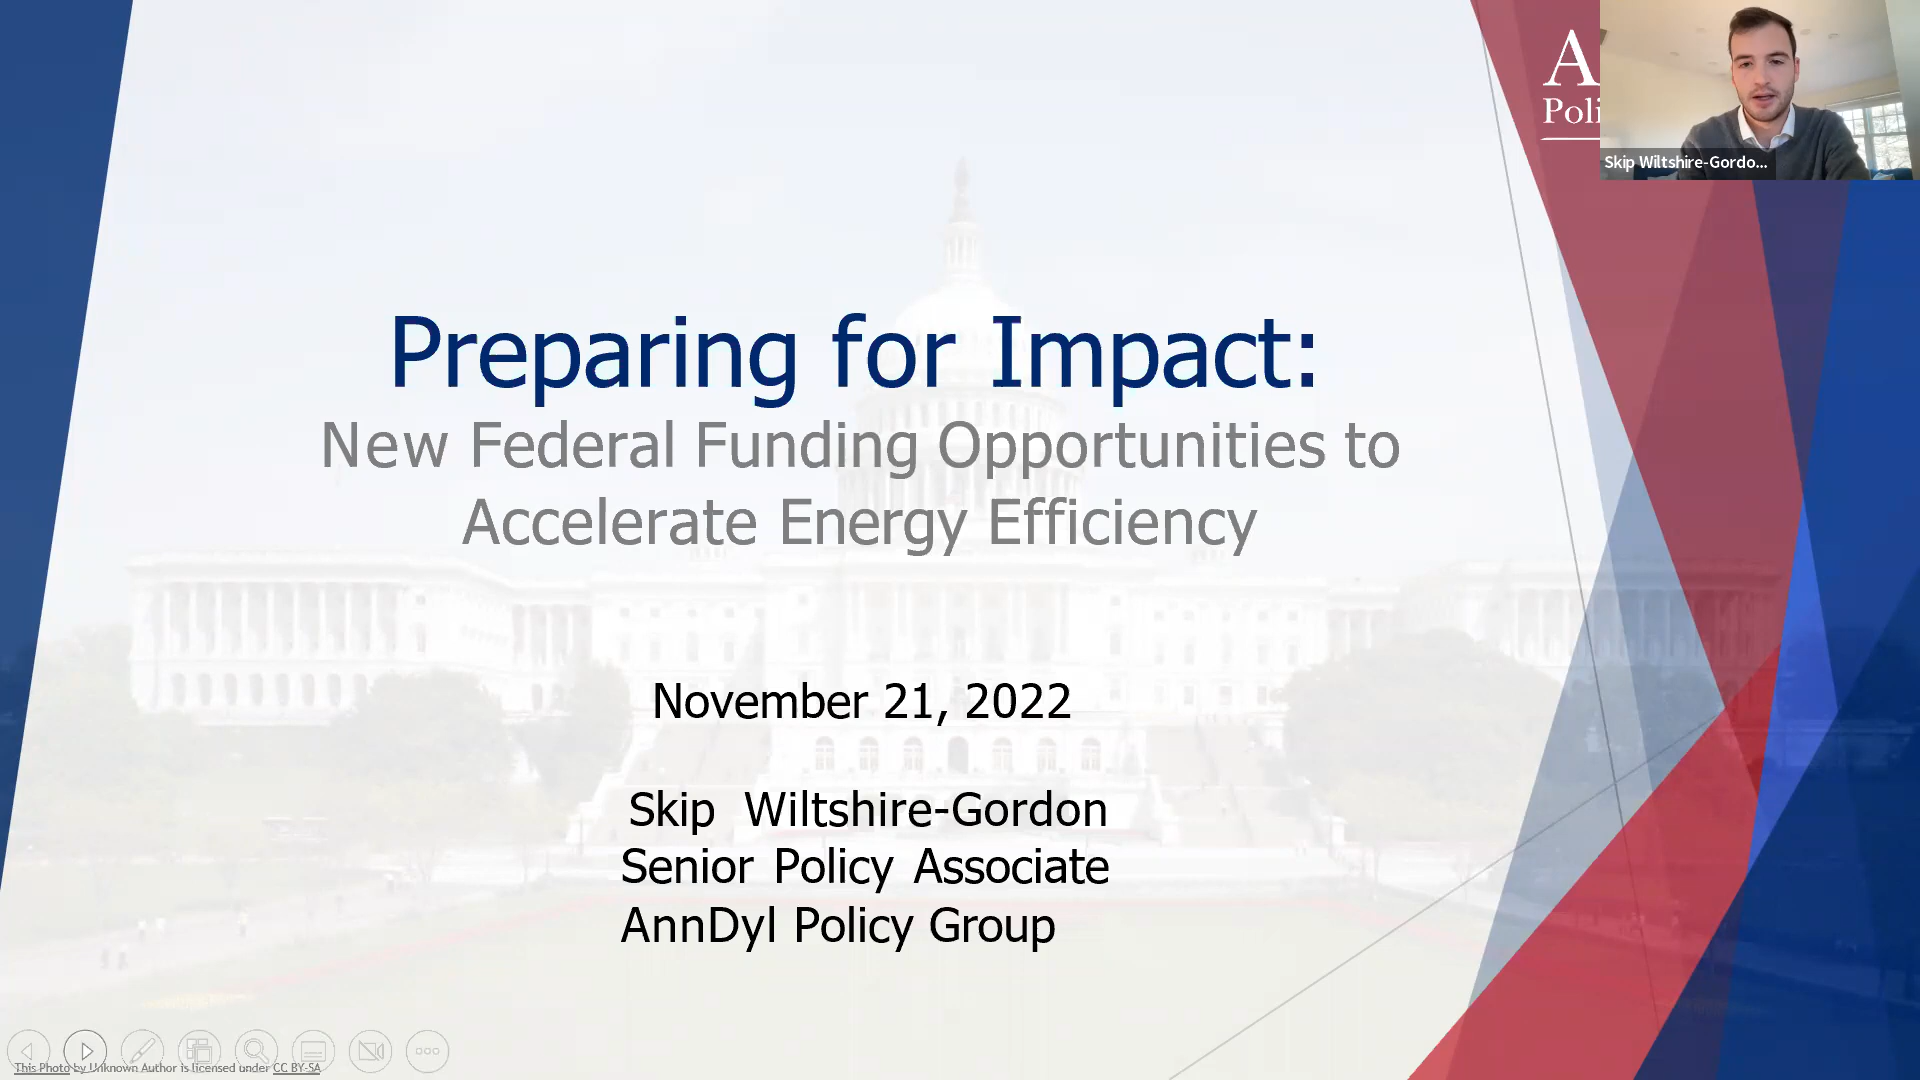 A
Poli
Skip Wiltshire-Gordo...
Preparing for Impact:
New Federal Funding Opportunities to
Accelerate Energy Efficiency
November 21, 2022
Skip Wiltshire-Gordon
Senior Policy Associate
AnnDyl Policy Group
This Photo by Unknown Author is licensed under CC BY-SA